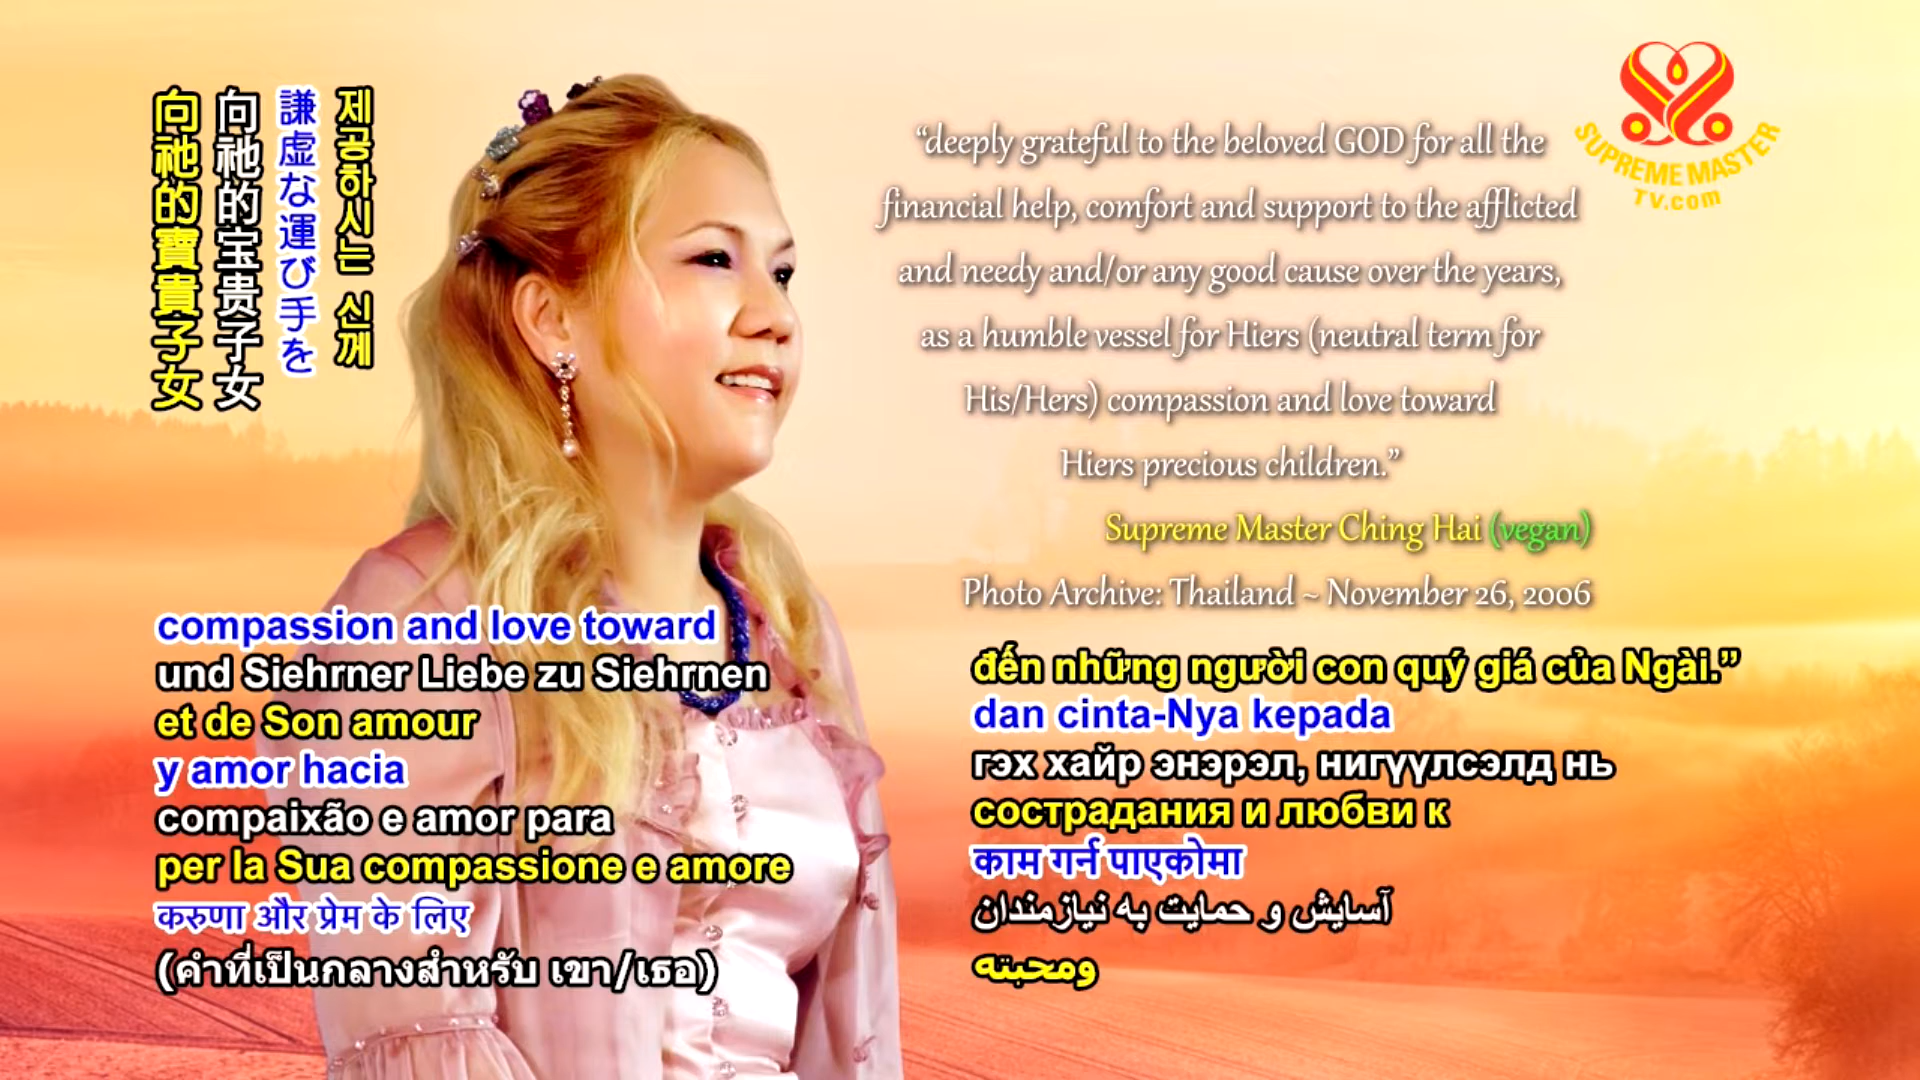 向祂的寶貴子女
向祂的宝贵子女
謙虚な運び手を
제공하시는 신께
“deeply grateful to the beloved GOD for all the
financial help, comfort and support to the afflicted
and needy and/or any good cause over the years,
as a humble vessel for Hiers (neutral term for
His/Hers) compassion and love toward
Hiers precious children.”
Supreme Master Ching Hai (vegan)
Photo Archive: Thailand ~ November 26, 2006
SUPREME MASTER
TV.com
compassion and love toward
und Siehrner Liebe zu Siehrnen
et de Son amour
y amor hacia
compaixão e amor para
per la Sua compassione e amore
करुणा और प्रेम के लिए
(คำที่เป็นกลางสำหรับ เขา/เธอ)
đến những người con quý giá của Ngài.”
dan cinta-Nya kepada
гэх хайр энэрэл, нигүүлсэлд нь
сострадания и любви к
काम गर्न पाएकोमा
آسایش و حمایت به نیازمندان
ومحبته